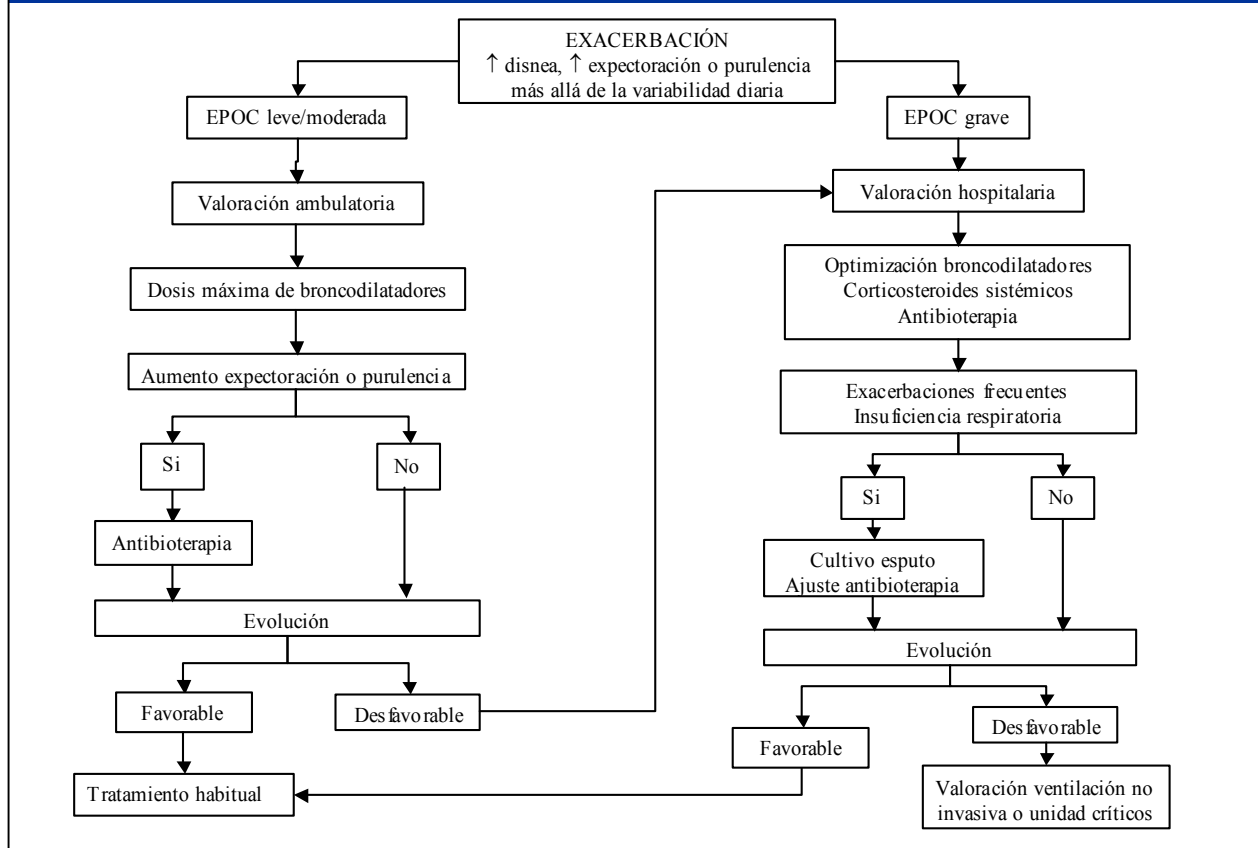 EXACERBACIÓN
↑ disnea, ↑ expectoración o purulencia
más allá de la variabilidad diaria
EPOC leve/moderada
Valoración ambulatoria
Dosis máxima de broncodilatadores
Aumento expectoración o purulencia
Si
No
Antibioterapia
Evolución
Favorable
Desfavorable
Tratamiento habitual
EPOC grave
Valoración hospitalaria
Optimización broncodilatadores
Corticosteroides sistémicos
Antibioterapia
Exacerbaciones frecuentes
Insuficiencia respiratoria
Si
No
Cultivo esputo
Ajuste antibioterapia
Evolución
Favorable
Desfavorable
Valoración ventilación no
invasiva o unidad críticos